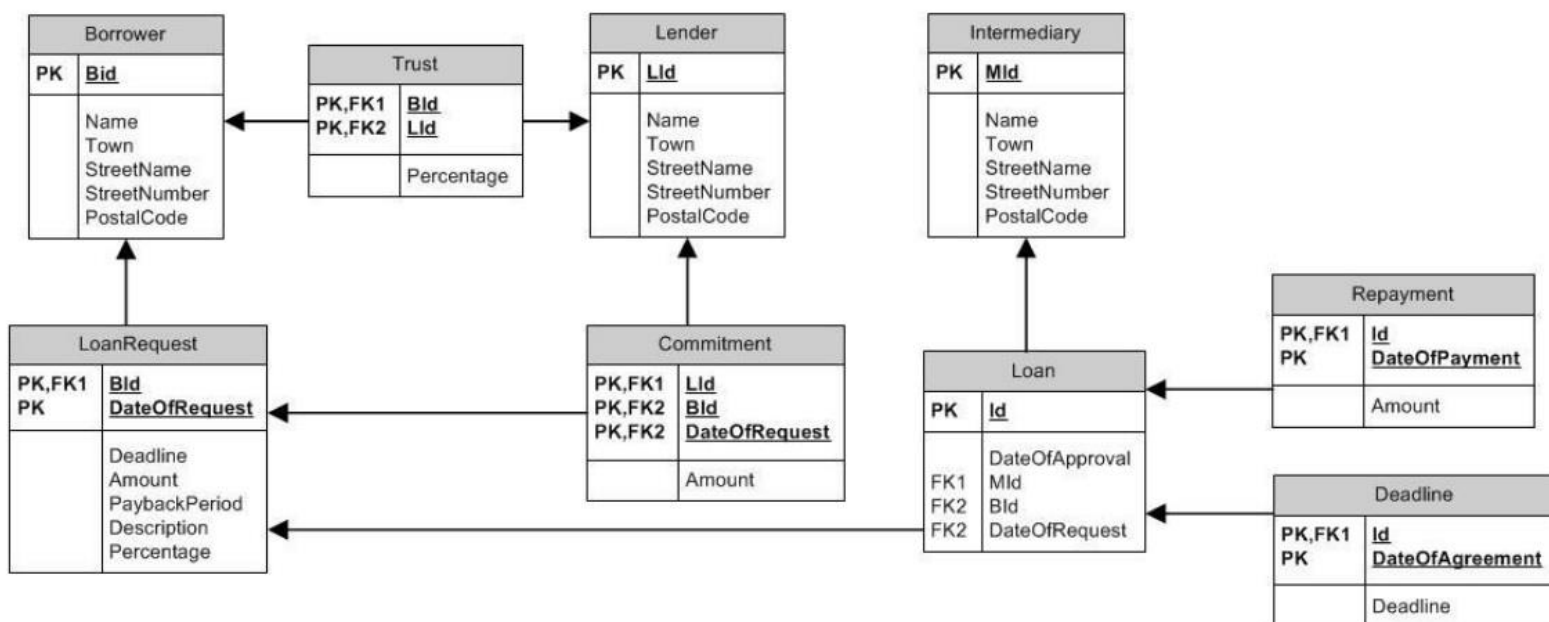 Borrower
PK Bid
Name
Town
StreetName
StreetNumber
PostalCode
Trust
PK,FK1 BId
PK,FK2 LId
Percentage
Lender
PK LId
Name
Town
StreetName
StreetNumber
PostalCode
Intermediary
PK MId
Name
Town
StreetName
StreetNumber
PostalCode
LoanRequest
PK,FK1 BId
PK DateOfRequest
Deadline
Amount
PaybackPeriod
Description
Percentage
Commitment
PK,FK1 LId
PK,FK2 BId
PK,FK2 DateOfRequest
Amount
Loan
PK Id
DateOfApproval
FK1 MId
FK2 BId
FK2 DateOfRequest
Repayment
PK,FK1 Id
PK DateOfPayment
Amount
Deadline
PK,FK1 Id
PK DateOfAgreement
Deadline